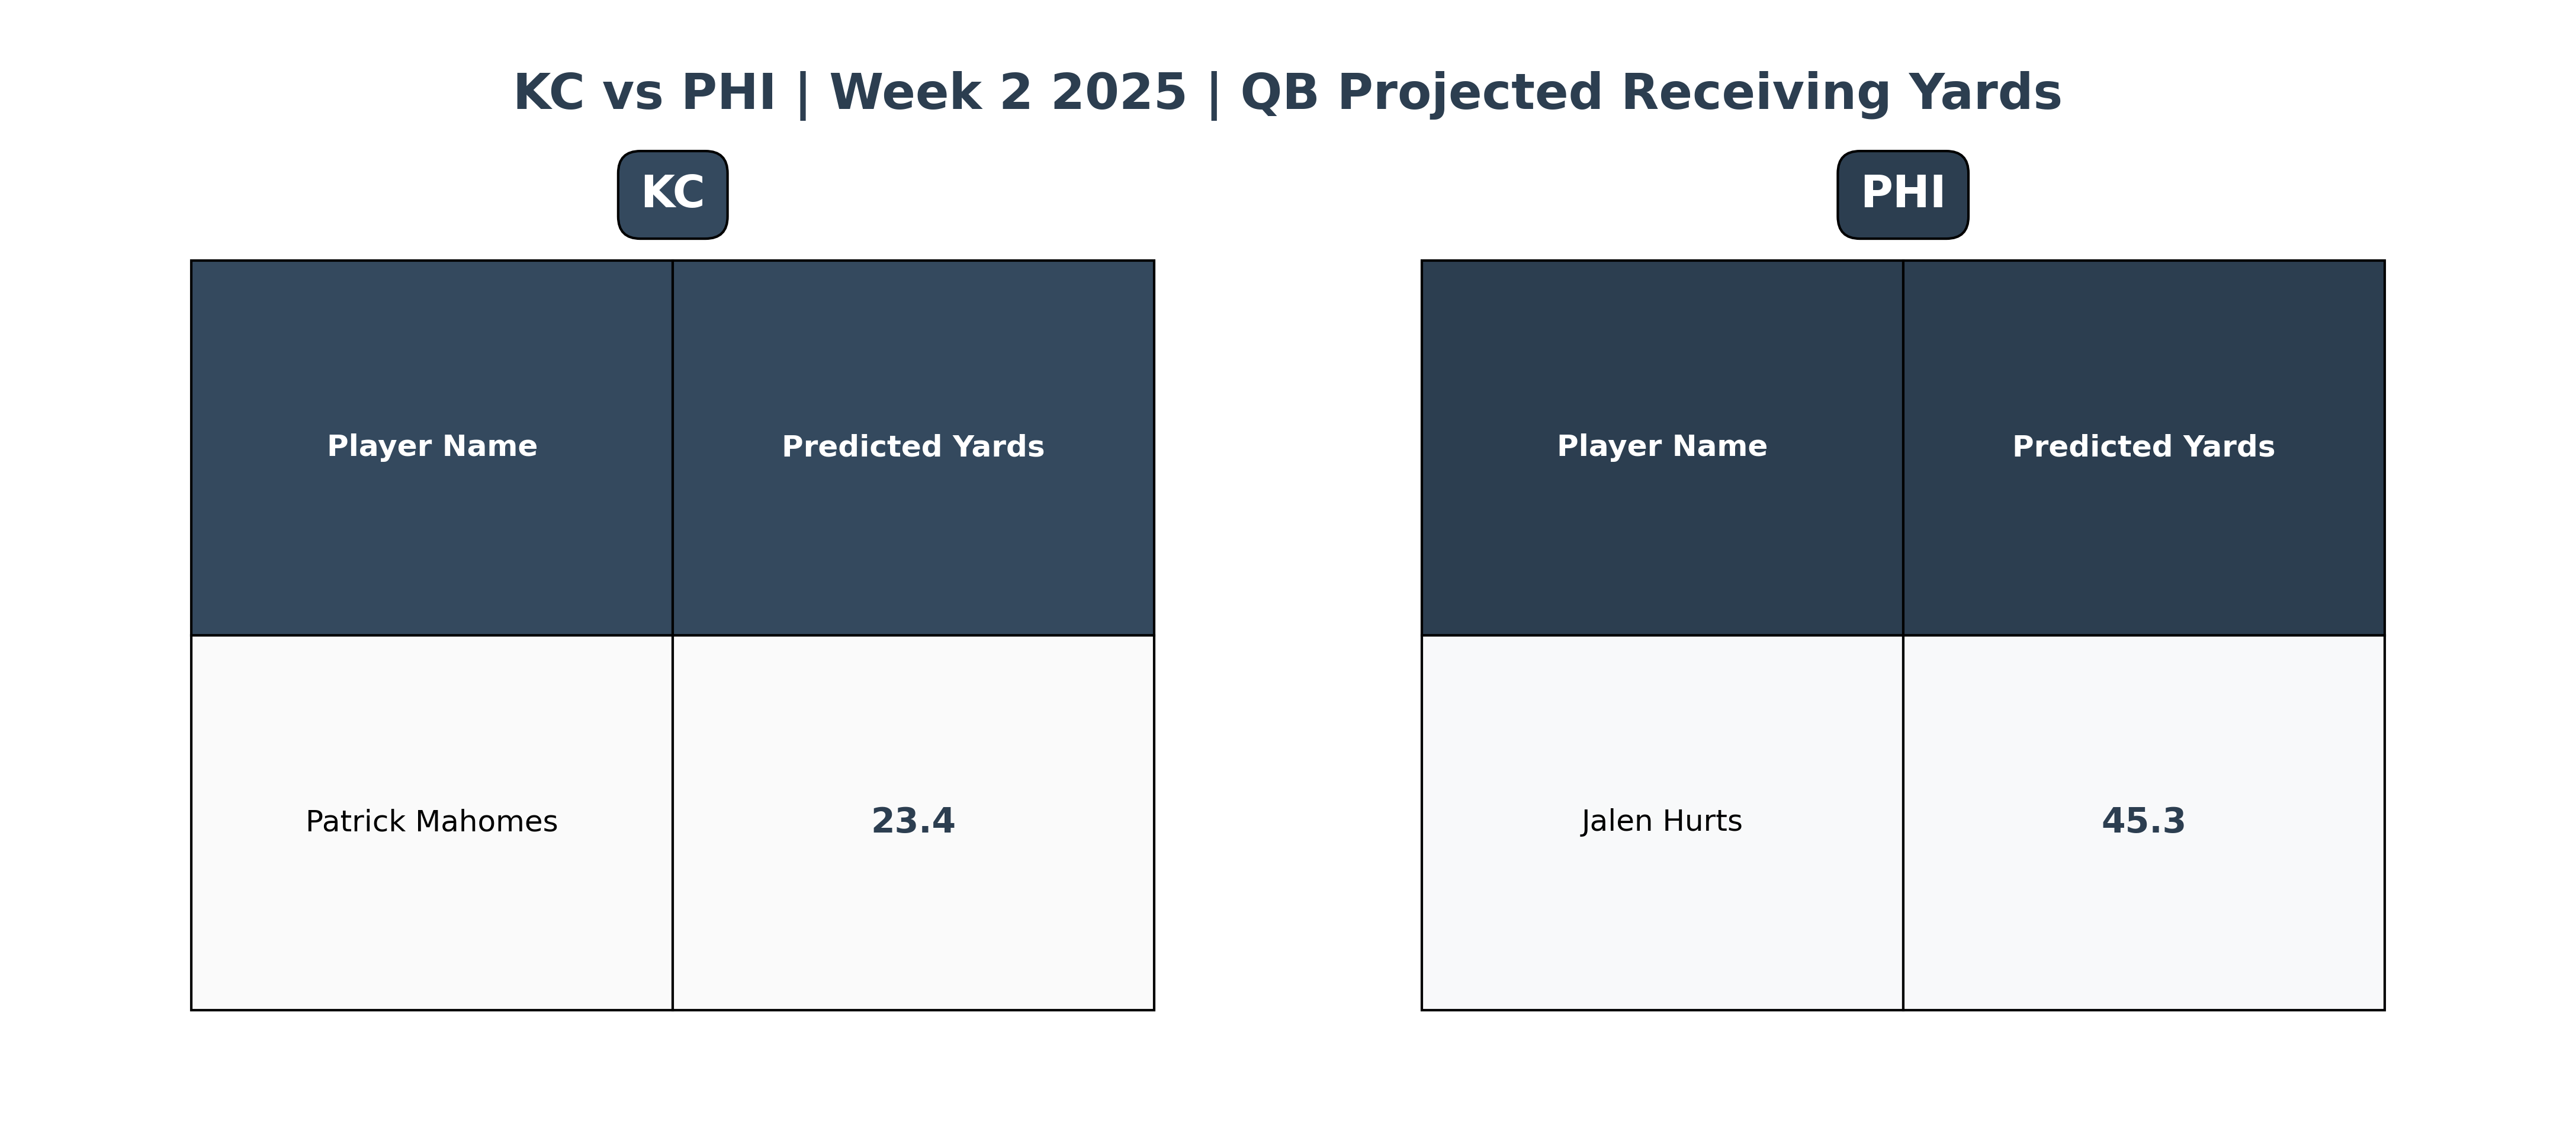 KC vs PHI | Week 2 2025 | QB Projected Receiving Yards
KC
Player Name Predicted Yards
Patrick Mahomes 23.4
PHI
Player Name Predicted Yards
Jalen Hurts 45.3